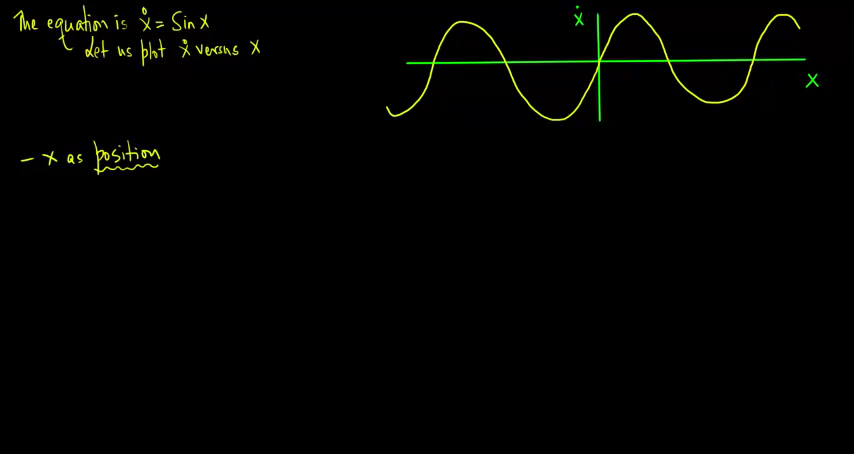 The equation is ẋ = Sin x
Let us plot ẋ versus x
ẋ
x
– x as position